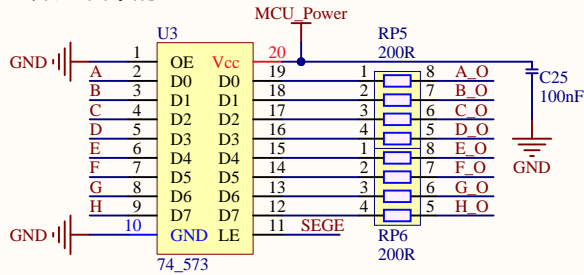 MCU_Power
U3 RP5
200R
GND 1 OE Vcc 20
A 2 D0 D0 19 1 8 A_O
B 3 D1 D1 18 2 7 B_O
C 4 D2 D2 17 3 6 C_O
D 5 D3 D3 16 4 5 D_O
E 6 D4 D4 15 1 8 E_O
F 7 D5 D5 14 2 7 F_O
G 8 D6 D6 13 3 6 G_O
H 9 D7 D7 12 4 5 H_O
GND 10 GND LE 11 SEGE
74_573
RP6
200R
C25
100nF
GND